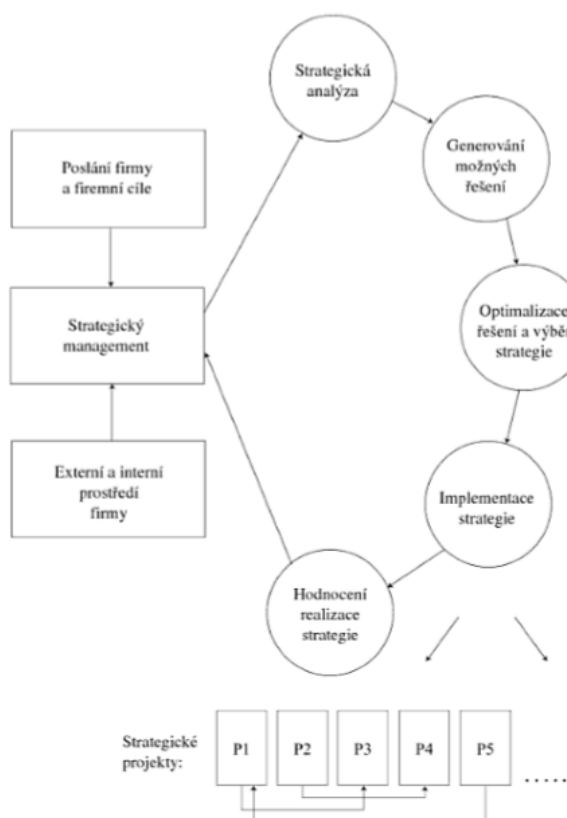 Strategická
analýza
Generování
možných
řešení
Poslání firmy
a firemní cíle
Strategický
management
Optimalizace
řešení a výběr
strategie
Externí a interní
prostředí
firmy
Implementace
strategie
Hodnocení
realizace
strategie
Strategické
projekty:
P1 P2 P3 P4 P5 .....